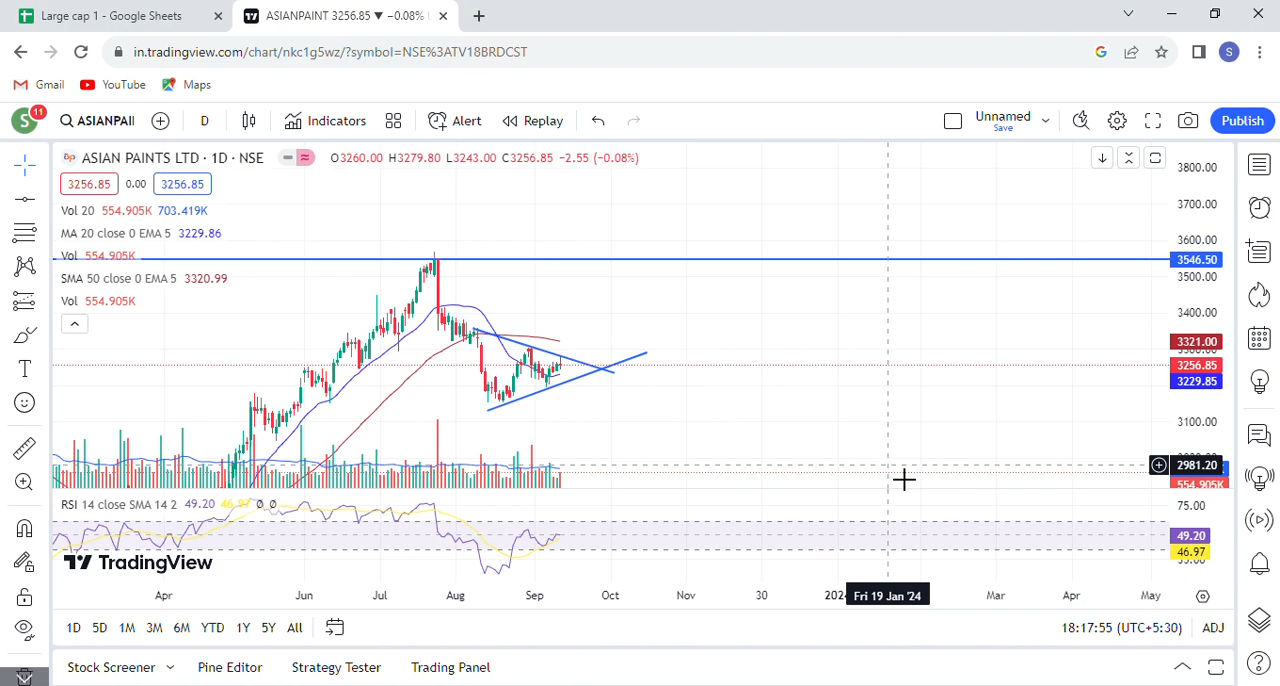 Large cap 1 - Google Sheets
ASIANPAINT 3256.85 ▼ −0.08%
in.tradingview.com/chart/nkc1g5wz/?symbol=NSE%3ATV18BRDCST
S
Gmail YouTube Maps
S 11 ASIANPAI D Indicators Alert Replay Unnamed Publish
Save
ASIAN PAINTS LTD · 1D · NSE O3260.00 H3279.80 L3243.00 C3256.85 −2.55 (−0.08%)
3256.85 0.00 3256.85
Vol 20 554.905K 703.419K
MA 20 close 0 EMA 5 3229.86
Vol 554.905K
SMA 50 close 0 EMA 5 3320.99
Vol 554.905K
3800.00
3700.00
3600.00
3546.50
3500.00
3400.00
3321.00
3256.85
3229.85
3100.00
2981.20
554.905K
RSI 14 close SMA 14 2 49.20 46.97 Ø Ø
75.00
49.20
46.97
TradingView
Apr Jun Jul Aug Sep Oct Nov 30 Fri 19 Jan '24 Mar Apr May
1D 5D 1M 3M 6M YTD 1Y 5Y All 18:17:55 (UTC+5:30) ADJ
Stock Screener Pine Editor Strategy Tester Trading Panel